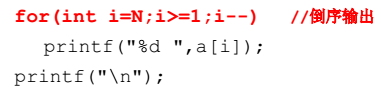 for(int i=N;i>=1;i--)   //倒序输出
printf("%d ",a[i]);
printf("\n");